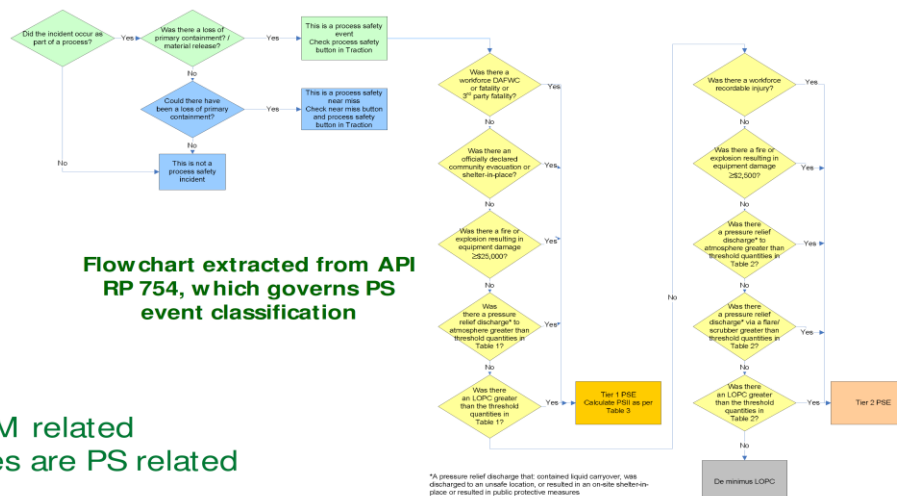 Did the incident occur as
part of a process?
Yes
Was there a loss of
primary containment? /
material release?
Yes
This is a process safety
event
Check process safety
button in Traction
No
Could there have
been a loss of primary
containment?
Yes
This is a process safety
near miss
Check near miss button
and process safety
button in Traction
No
No
This is not a
process safety
incident
Flowchart extracted from API
RP 754, which governs PS
event classification
M related
es are PS related
Was there a
workforce DAFWC
or fatality or
3rd party fatality?
Yes
No
Was there an
officially declared
community evacuation or
shelter-in-place?
Yes
No
Was there a fire or
explosion resulting in
equipment damage
≥$25,000?
Yes
No
Was
there a pressure
relief discharge* to
atmosphere greater than
threshold quantities in
Table 1?
Yes
No
Was there
an LOPC greater
than the threshold
quantities in
Table 1?
Yes
Tier 1 PSE
Calculate PSII as per
Table 3
No
Was there a workforce
recordable injury?
Yes
No
Was there a fire or
explosion resulting in
equipment damage
≥$2,500?
Yes
No
Was there
a pressure relief
discharge* to
atmosphere greater than
threshold quantities in
Table 2?
Yes
No
Was there
a pressure relief
discharge* via a flare/
scrubber greater than
threshold quantities in
Table 2?
Yes
No
Was there
an LOPC greater
than the threshold
quantities in
Table 2?
Yes
Tier 2 PSE
No
De minimus LOPC
*A pressure relief discharge that: contained liquid carryover, was
discharged to an unsafe location, or resulted in an on-site shelter-in-
place or resulted in public protective measures